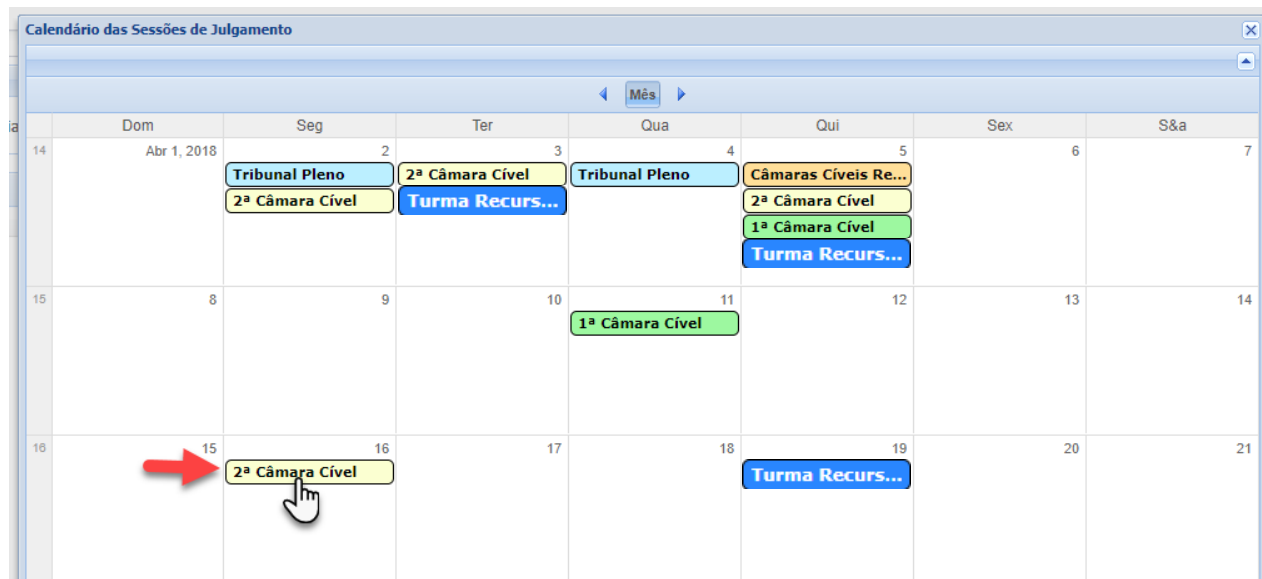 Calendário das Sessões de Julgamento
Mês
Dom Seg Ter Qua Qui Sex S&a
14 Abr 1, 2018 2 3 4 5 6 7
Tribunal Pleno 2ª Câmara Cível Tribunal Pleno Câmaras Cíveis Re...
2ª Câmara Cível Turma Recurs... 2ª Câmara Cível
1ª Câmara Cível
Turma Recurs...
15 8 9 10 11 12 13 14
1ª Câmara Cível
16 15 16 17 18 19 20 21
2ª Câmara Cível Turma Recurs...